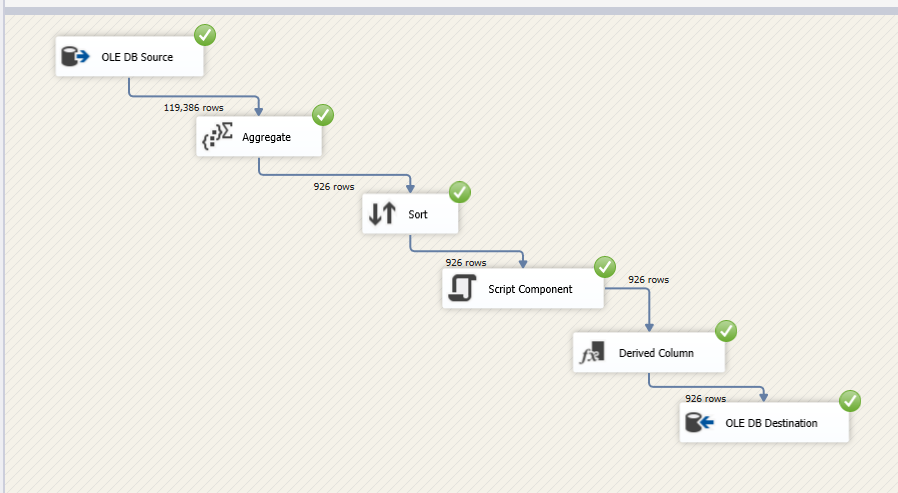 OLE DB Source
119,386 rows
Aggregate
926 rows
Sort
926 rows
Script Component
926 rows
Derived Column
926 rows
OLE DB Destination